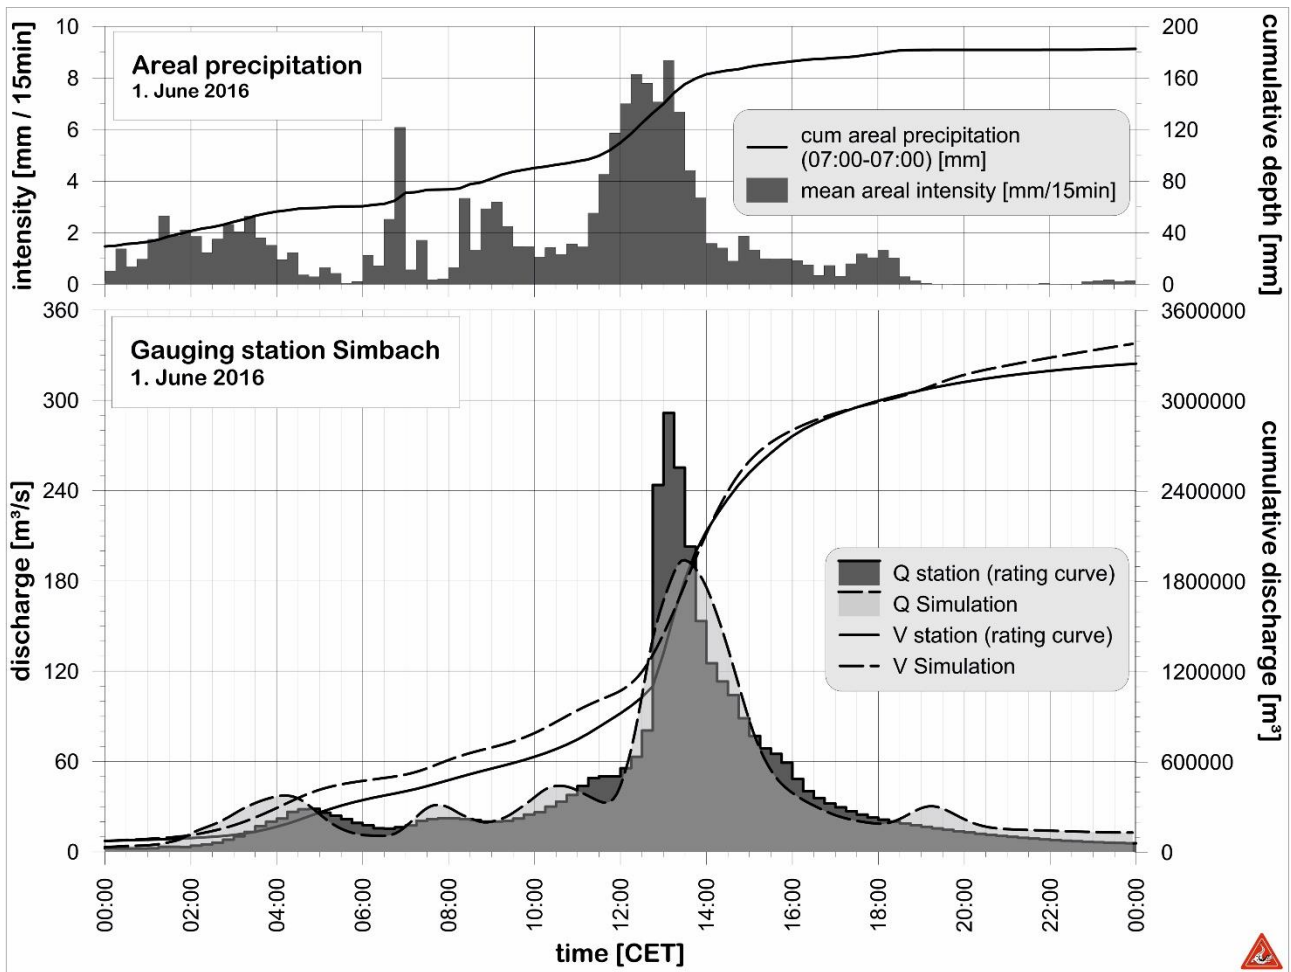 Areal precipitation
1. June 2016
intensity [mm / 15min]
10
8
6
4
2
0
cum areal precipitation
(07:00-07:00) [mm]
mean areal intensity [mm/15min]
200
160
120
80
40
0
cumulative depth [mm]
Gauging station Simbach
1. June 2016
discharge [m³/s]
360
300
240
180
120
60
0
Q station (rating curve)
Q Simulation
V station (rating curve)
V Simulation
3600000
3000000
2400000
1800000
1200000
600000
0
cumulative discharge [m³]
00:00
02:00
04:00
06:00
08:00
10:00
12:00
14:00
16:00
18:00
20:00
22:00
00:00
time [CET]